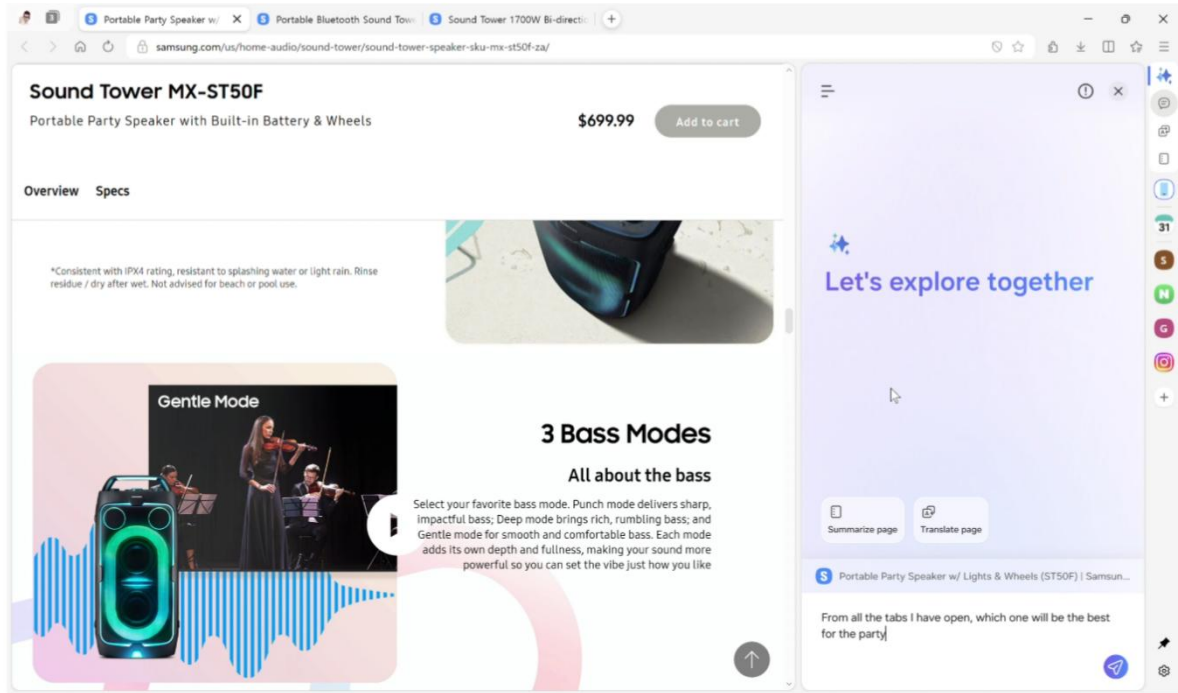 Portable Party Speaker w/
Portable Bluetooth Sound Tow
Sound Tower 1700W Bi-directi
samsung.com/us/home-audio/sound-tower/sound-tower-speaker-sku-mx-st50f-za/
Sound Tower MX-ST50F
Portable Party Speaker with Built-in Battery & Wheels
$699.99
Add to cart
Overview Specs
*Consistent with IPX4 rating, resistant to splashing water or light rain. Rinse
residue / dry after wet. Not advised for beach or pool use.
Gentle Mode
3 Bass Modes
All about the bass
Select your favorite bass mode. Punch mode delivers sharp,
impactful bass; Deep mode brings rich, rumbling bass; and
Gentle mode for smooth and comfortable bass. Each mode
adds its own depth and fullness, making your sound more
powerful so you can set the vibe just how you like
Let's explore together
Summarize page
Translate page
S Portable Party Speaker w/ Lights & Wheels (ST50F) | Samsun...
From all the tabs I have open, which one will be the best
for the party
31
S
N
G